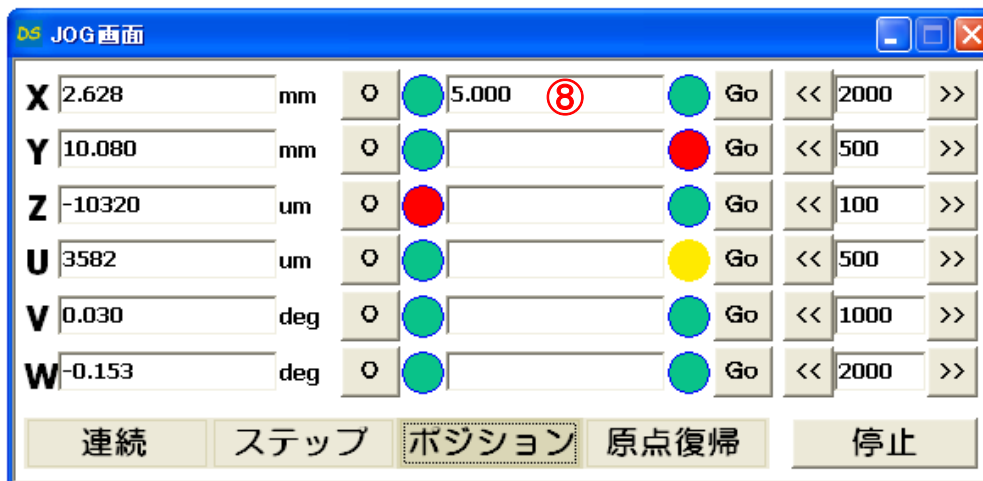 DS JOG画面
X 2.628 mm O 5.000 ⑧ Go << 2000 >>
Y 10.080 mm O Go << 500 >>
Z -10320 um O Go << 100 >>
U 3582 um O Go << 500 >>
V 0.030 deg O Go << 1000 >>
W -0.153 deg O Go << 2000 >>
連続 ステップ ポジション 原点復帰 停止